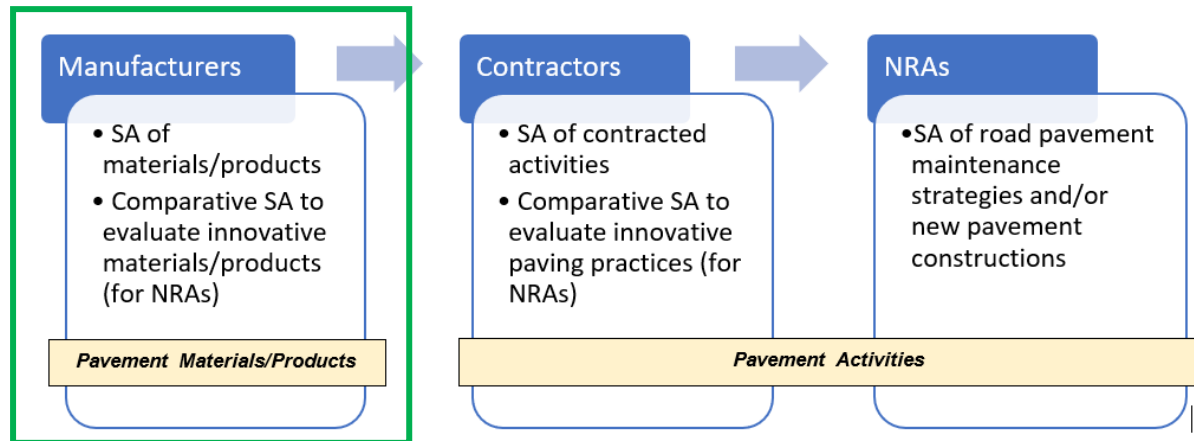 Manufacturers
• SA of
materials/products
• Comparative SA to
evaluate innovative
materials/products
(for NRAs)
Pavement Materials/Products
Contractors
• SA of contracted
activities
• Comparative SA to
evaluate innovative
paving practices (for
NRAs)
NRAs
•SA of road pavement
maintenance
strategies and/or
new pavement
constructions
Pavement Activities